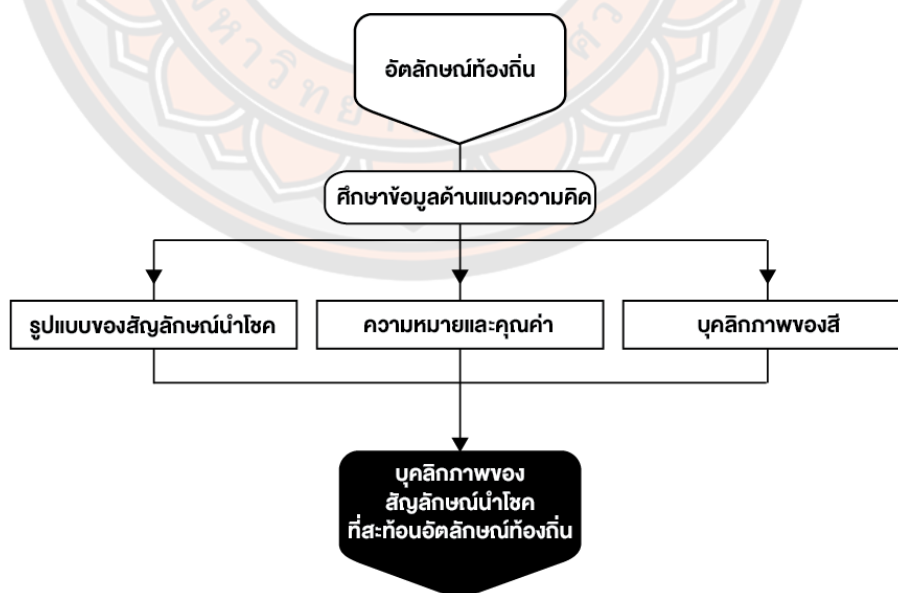 อัตลักษณ์ท้องถิ่น
ศึกษาข้อมูลด้านแนวความคิด
รูปแบบของสัญลักษณ์นำโชค
ความหมายและคุณค่า
บุคลิกภาพของสี
บุคลิกภาพของ
สัญลักษณ์นำโชค
ที่สะท้อนอัตลักษณ์ท้องถิ่น